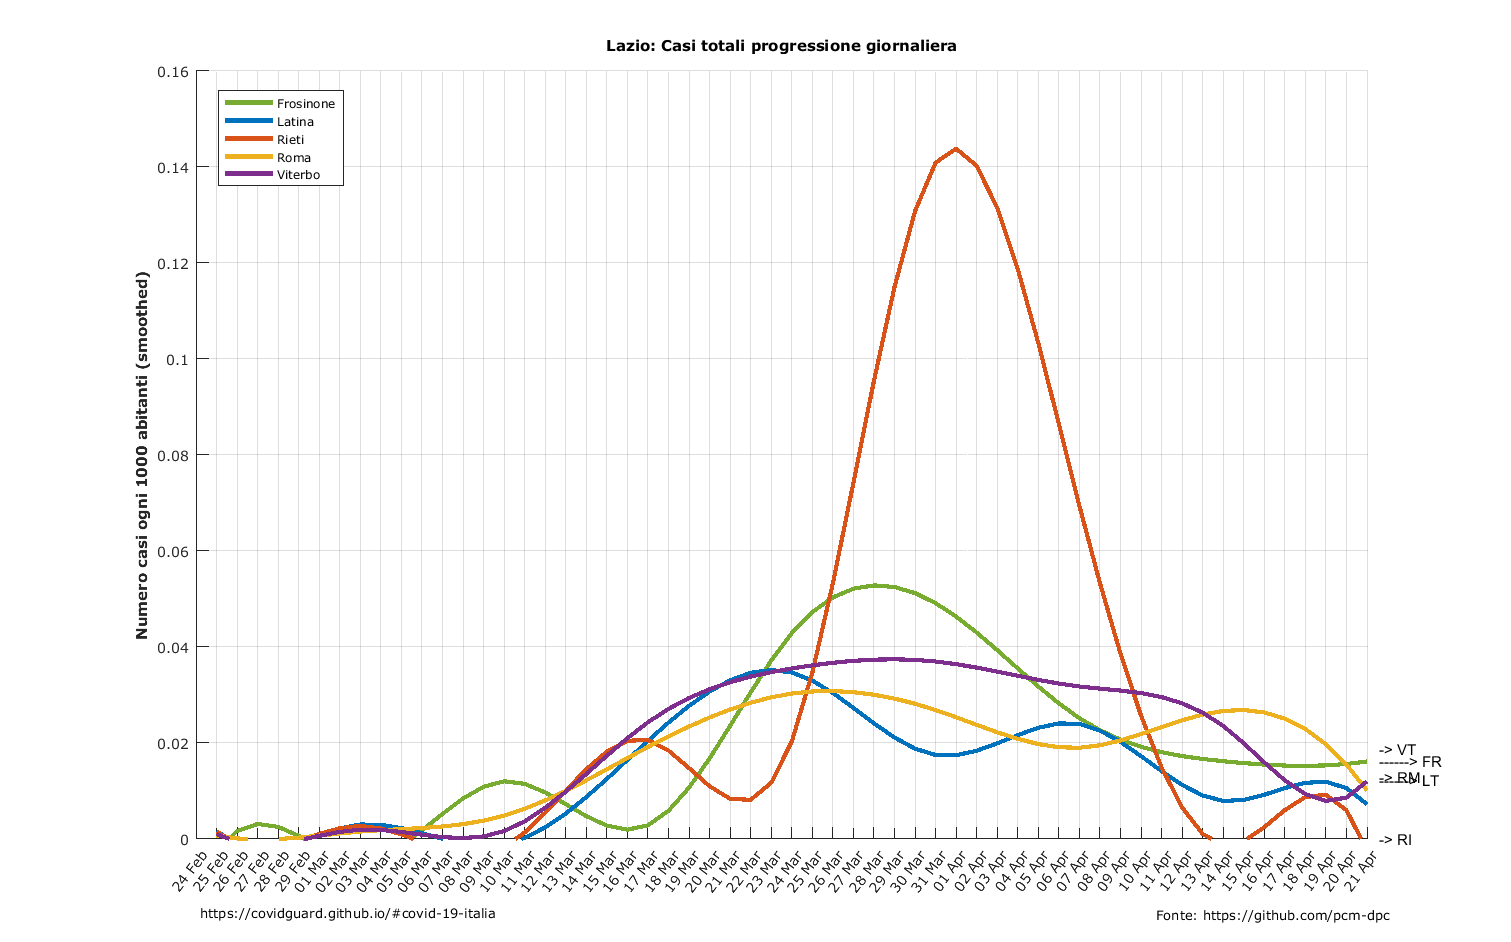 Lazio: Casi totali progressione giornaliera
Numero casi ogni 1000 abitanti (smoothed)
0.16
0.14
0.12
0.1
0.08
0.06
0.04
0.02
0
Frosinone
Latina
Rieti
Roma
Viterbo
-> VT
------> FR
-> RM
------> LT
-> RI
24 Feb
25 Feb
26 Feb
27 Feb
28 Feb
29 Feb
01 Mar
02 Mar
03 Mar
04 Mar
05 Mar
06 Mar
07 Mar
08 Mar
09 Mar
10 Mar
11 Mar
12 Mar
13 Mar
14 Mar
15 Mar
16 Mar
17 Mar
18 Mar
19 Mar
20 Mar
21 Mar
22 Mar
23 Mar
24 Mar
25 Mar
26 Mar
27 Mar
28 Mar
29 Mar
30 Mar
31 Mar
01 Apr
02 Apr
03 Apr
04 Apr
05 Apr
06 Apr
07 Apr
08 Apr
09 Apr
10 Apr
11 Apr
12 Apr
13 Apr
14 Apr
15 Apr
16 Apr
17 Apr
18 Apr
19 Apr
20 Apr
21 Apr
https://covidguard.github.io/#covid-19-italia
Fonte: https://github.com/pcm-dpc